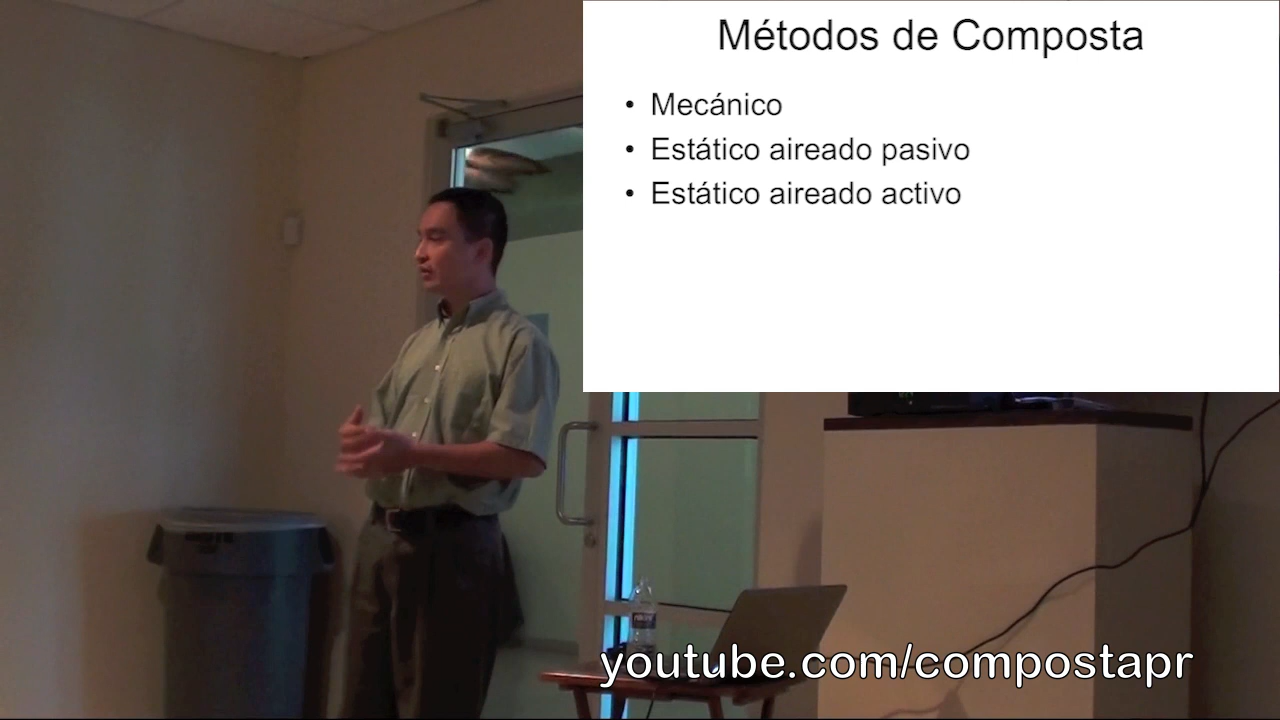 Métodos de Composta
• Mecánico
• Estático aireado pasivo
• Estático aireado activo
youtube.com/compostapr